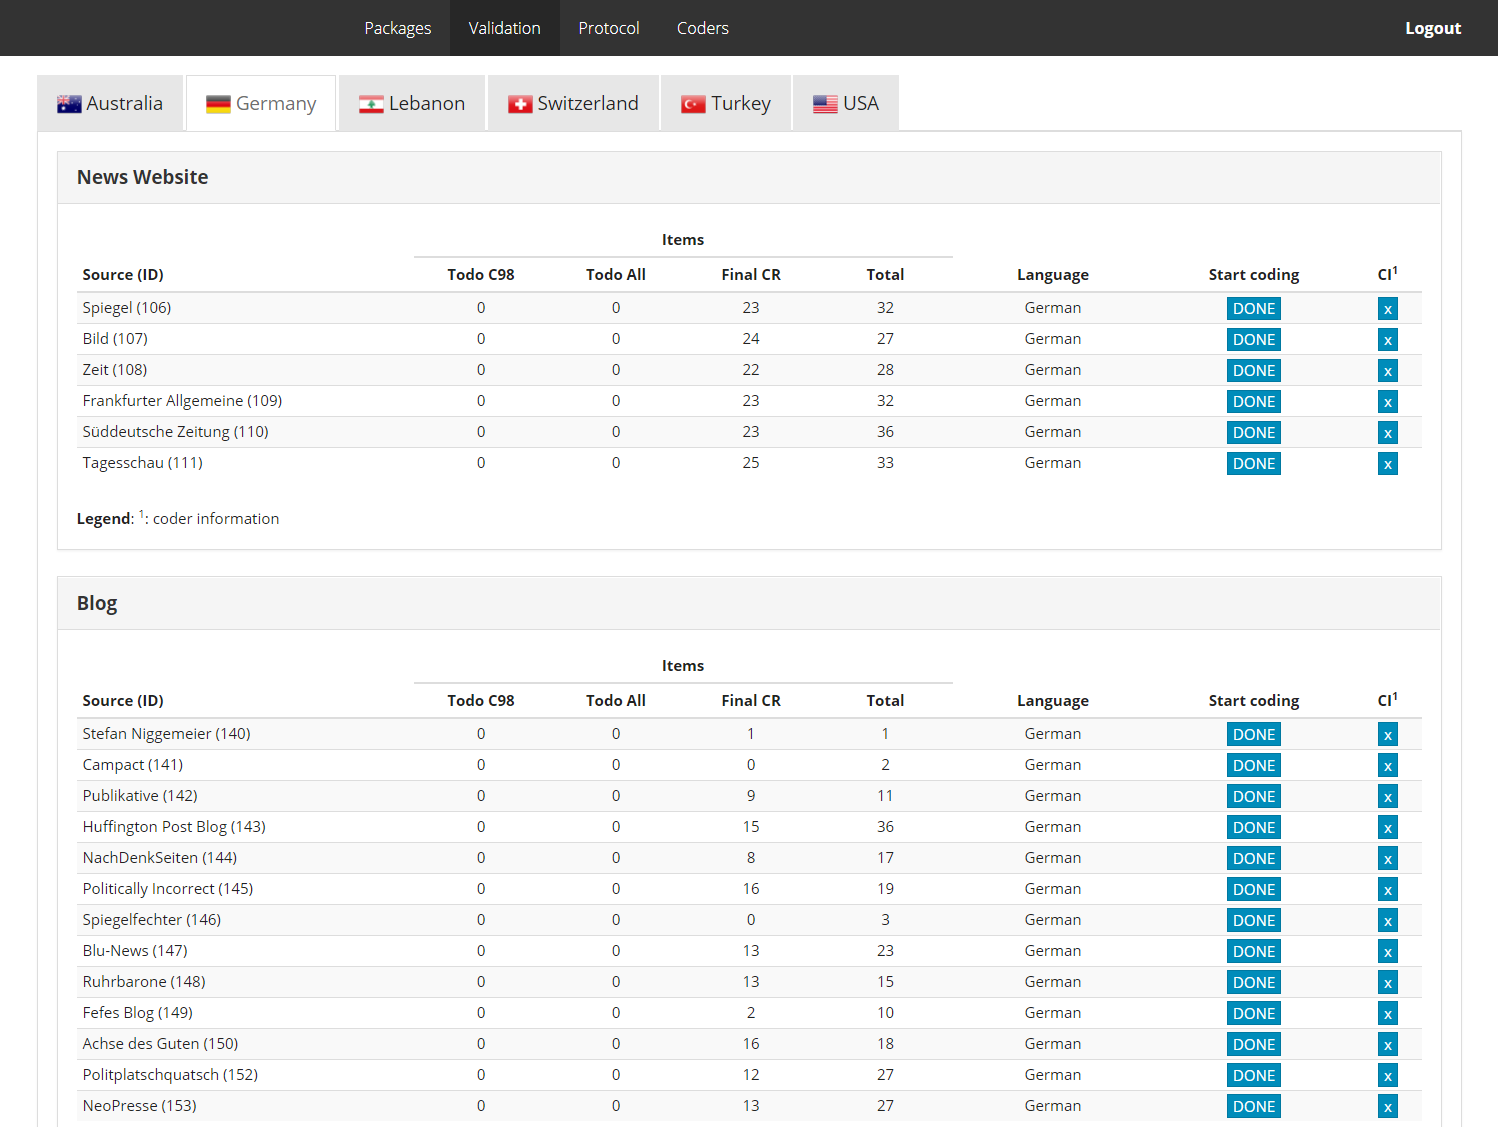 Packages Validation Protocol Coders Logout
Australia Germany Lebanon Switzerland Turkey USA
News Website
Items
Source (ID) Todo C98 Todo All Final CR Total Language Start coding CI1
Spiegel (106) 0 0 23 32 German DONE x
Bild (107) 0 0 24 27 German DONE x
Zeit (108) 0 0 22 28 German DONE x
Frankfurter Allgemeine (109) 0 0 23 32 German DONE x
Süddeutsche Zeitung (110) 0 0 23 36 German DONE x
Tagesschau (111) 0 0 25 33 German DONE x
Legend: 1: coder information
Blog
Items
Source (ID) Todo C98 Todo All Final CR Total Language Start coding CI1
Stefan Niggemeier (140) 0 0 1 1 German DONE x
Campact (141) 0 0 0 2 German DONE x
Publikative (142) 0 0 9 11 German DONE x
Huffington Post Blog (143) 0 0 15 36 German DONE x
NachDenkSeiten (144) 0 0 8 17 German DONE x
Politically Incorrect (145) 0 0 16 19 German DONE x
Spiegelfechter (146) 0 0 0 3 German DONE x
Blu-News (147) 0 0 13 23 German DONE x
Ruhrbarone (148) 0 0 13 15 German DONE x
Fefes Blog (149) 0 0 2 10 German DONE x
Achse des Guten (150) 0 0 16 18 German DONE x
Politplatschquatsch (152) 0 0 12 27 German DONE x
NeoPresse (153) 0 0 13 27 German DONE x